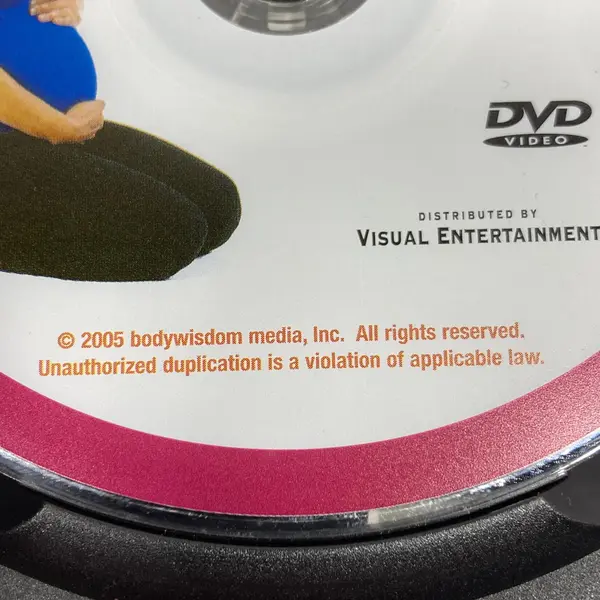 DVD
VIDEO
DISTRIBUTED BY
VISUAL ENTERTAINMENT
© 2005 bodywisdom media, Inc. All rights reserved.
Unauthorized duplication is a violation of applicable law.